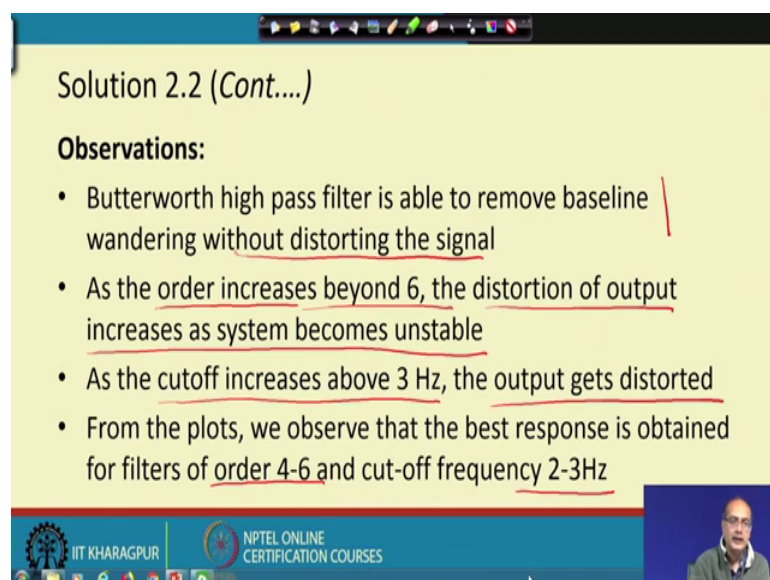 Solution 2.2 (Cont....)
Observations:
• Butterworth high pass filter is able to remove baseline
wandering without distorting the signal
• As the order increases beyond 6, the distortion of output
increases as system becomes unstable
• As the cutoff increases above 3 Hz, the output gets distorted
• From the plots, we observe that the best response is obtained
for filters of order 4-6 and cut-off frequency 2-3Hz
IIT KHARAGPUR
NPTEL ONLINE
CERTIFICATION COURSES